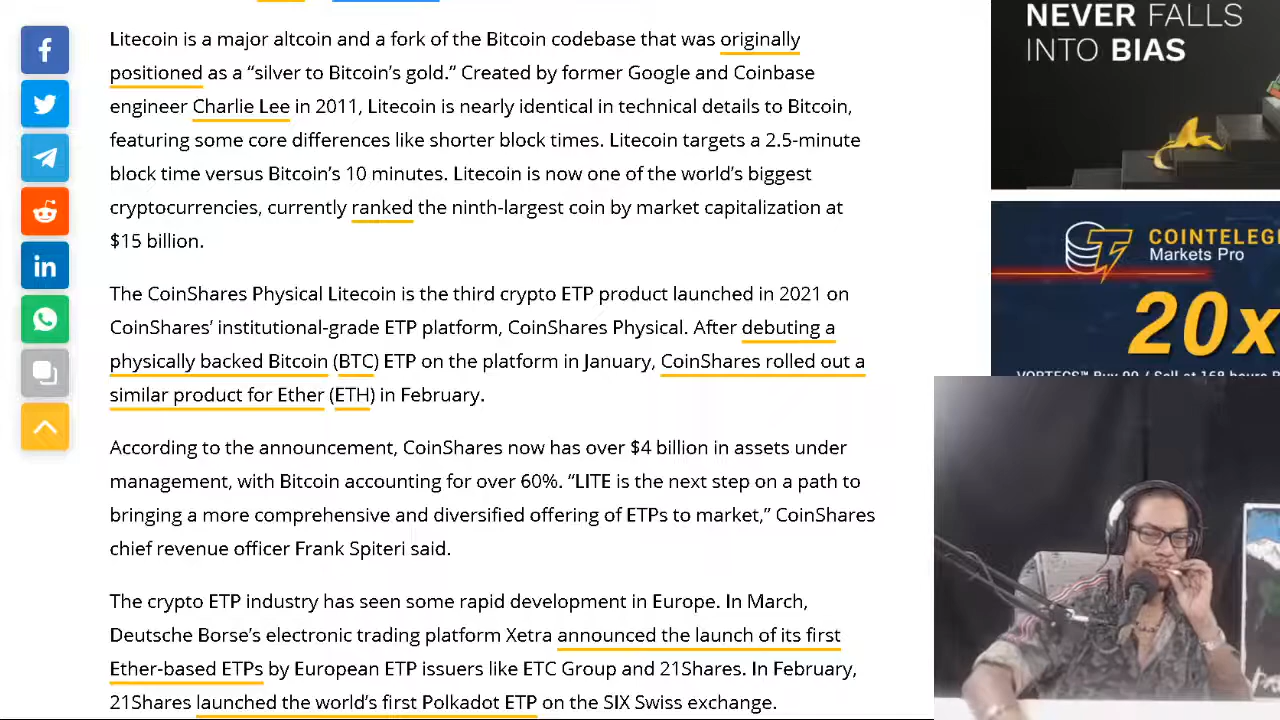 Litecoin is a major altcoin and a fork of the Bitcoin codebase that was originally
positioned as a “silver to Bitcoin’s gold.” Created by former Google and Coinbase
engineer Charlie Lee in 2011, Litecoin is nearly identical in technical details to Bitcoin,
featuring some core differences like shorter block times. Litecoin targets a 2.5-minute
block time versus Bitcoin’s 10 minutes. Litecoin is now one of the world’s biggest
cryptocurrencies, currently ranked the ninth-largest coin by market capitalization at
$15 billion.
The CoinShares Physical Litecoin is the third crypto ETP product launched in 2021 on
CoinShares’ institutional-grade ETP platform, CoinShares Physical. After debuting a
physically backed Bitcoin (BTC) ETP on the platform in January, CoinShares rolled out a
similar product for Ether (ETH) in February.
According to the announcement, CoinShares now has over $4 billion in assets under
management, with Bitcoin accounting for over 60%. “LITE is the next step on a path to
bringing a more comprehensive and diversified offering of ETPs to market,” CoinShares
chief revenue officer Frank Spiteri said.
The crypto ETP industry has seen some rapid development in Europe. In March,
Deutsche Borse’s electronic trading platform Xetra announced the launch of its first
Ether-based ETPs by European ETP issuers like ETC Group and 21Shares. In February,
21Shares launched the world’s first Polkadot ETP on the SIX Swiss exchange.
NEVER FALLS
INTO BIAS
COINTELEG
Markets Pro
20x